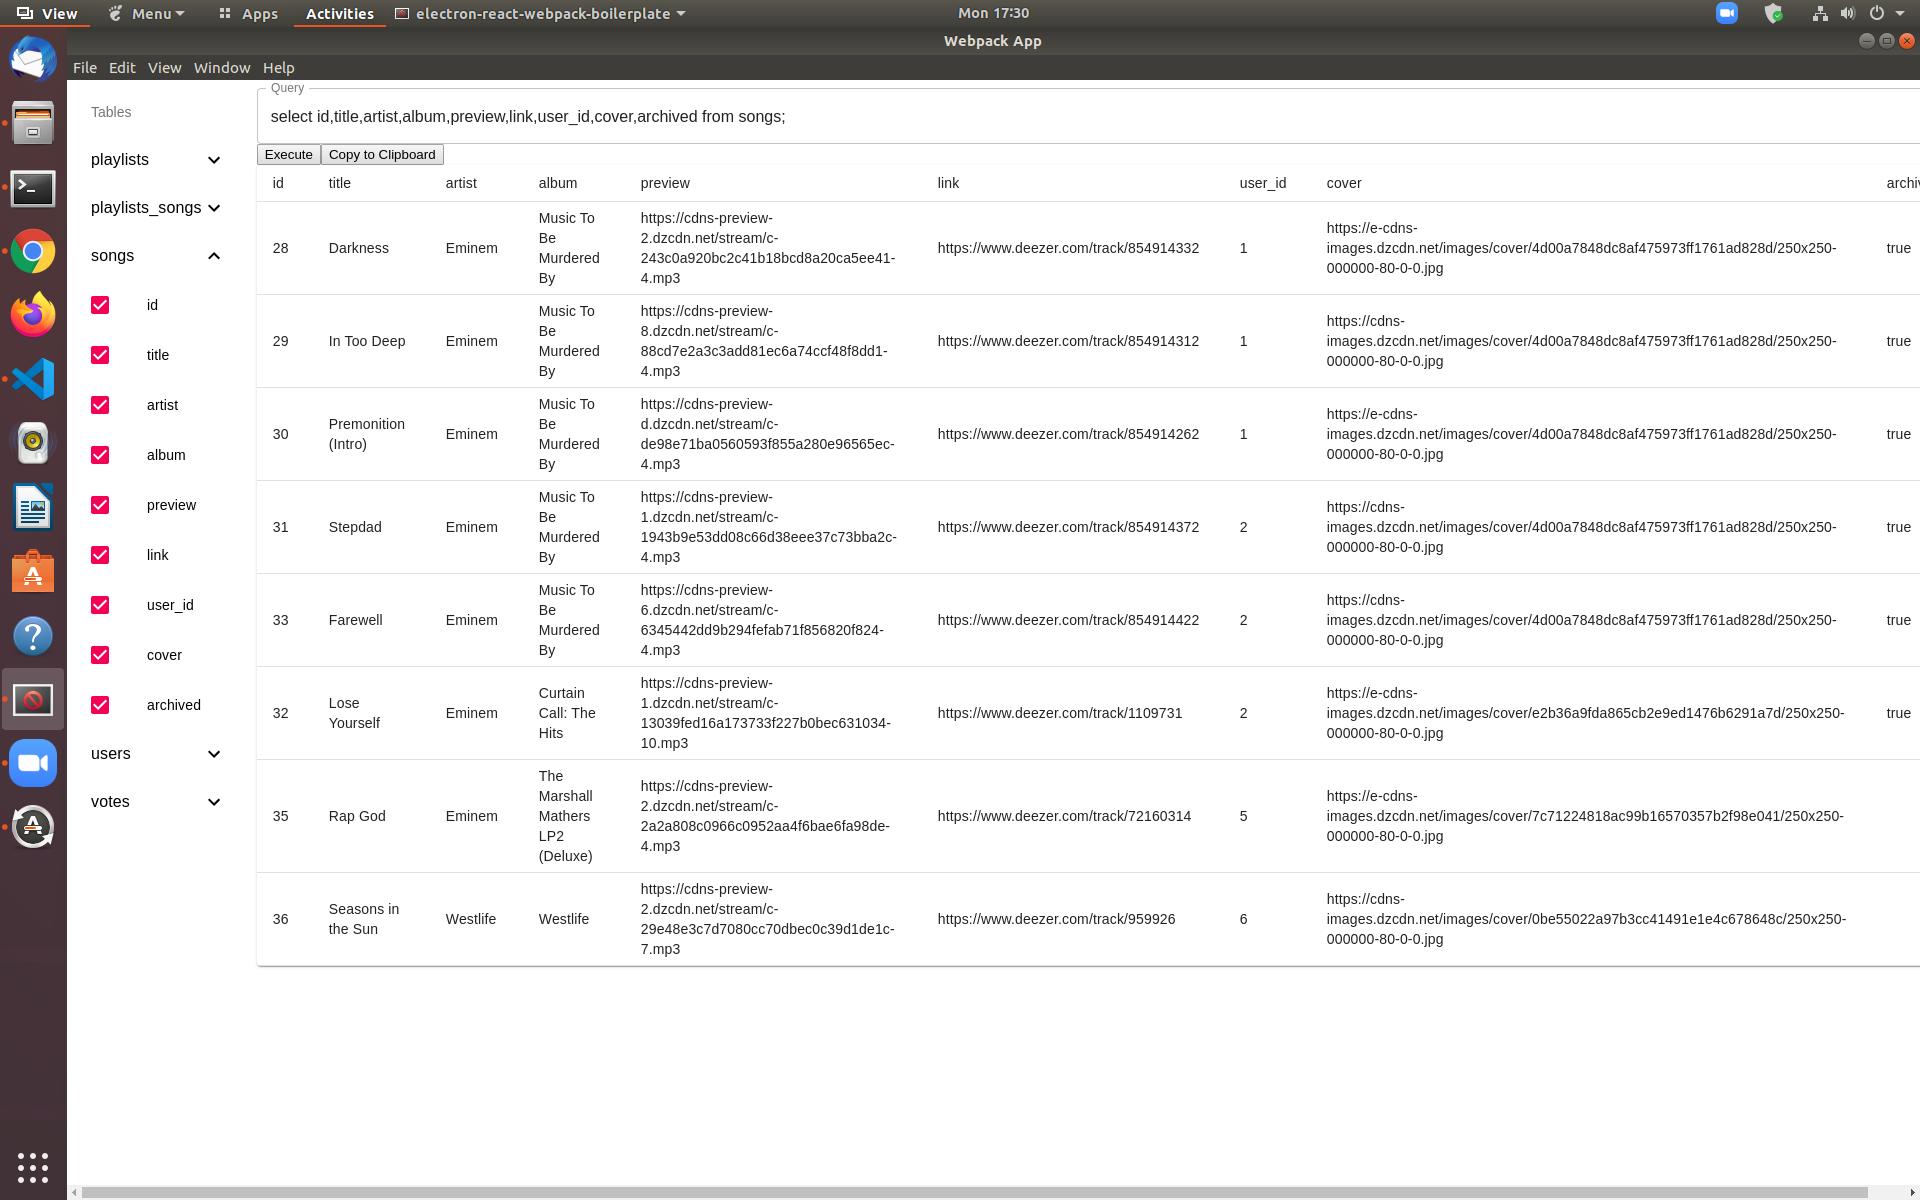 View Menu Apps Activities electron-react-webpack-boilerplate Mon 17:30
Webpack App
File Edit View Window Help
Tables
playlists
playlists_songs
songs
id
title
artist
album
preview
link
user_id
cover
archived
users
votes
Query
select id,title,artist,album,preview,link,user_id,cover,archived from songs;
Execute Copy to Clipboard
id title artist album preview link user_id cover archiv
28 Darkness Eminem Music To Be Murdered By https://cdns-preview-2.dzcdn.net/stream/c-243c0a920bc2c41b18bcd8a20ca5ee41-4.mp3 https://www.deezer.com/track/854914332 1 https://e-cdns-images.dzcdn.net/images/cover/4d00a7848dc8af475973ff1761ad828d/250x250-000000-80-0-0.jpg true
29 In Too Deep Eminem Music To Be Murdered By https://cdns-preview-8.dzcdn.net/stream/c-88cd7e2a3c3add81ec6a74ccf48f8dd1-4.mp3 https://www.deezer.com/track/854914312 1 https://cdns-images.dzcdn.net/images/cover/4d00a7848dc8af475973ff1761ad828d/250x250-000000-80-0-0.jpg true
30 Premonition (Intro) Eminem Music To Be Murdered By https://cdns-preview-d.dzcdn.net/stream/c-de98e71ba0560593f855a280e96565ec-4.mp3 https://www.deezer.com/track/854914262 1 https://e-cdns-images.dzcdn.net/images/cover/4d00a7848dc8af475973ff1761ad828d/250x250-000000-80-0-0.jpg true
31 Stepdad Eminem Music To Be Murdered By https://cdns-preview-1.dzcdn.net/stream/c-1943b9e53dd08c66d38eee37c73bba2c-4.mp3 https://www.deezer.com/track/854914372 2 https://cdns-images.dzcdn.net/images/cover/4d00a7848dc8af475973ff1761ad828d/250x250-000000-80-0-0.jpg true
33 Farewell Eminem Music To Be Murdered By https://cdns-preview-6.dzcdn.net/stream/c-6345442dd9b294fefab71f856820f824-4.mp3 https://www.deezer.com/track/854914422 2 https://cdns-images.dzcdn.net/images/cover/4d00a7848dc8af475973ff1761ad828d/250x250-000000-80-0-0.jpg true
32 Lose Yourself Eminem Curtain Call: The Hits https://cdns-preview-1.dzcdn.net/stream/c-13039fed16a173733f227b0bec631034-10.mp3 https://www.deezer.com/track/1109731 2 https://e-cdns-images.dzcdn.net/images/cover/e2b36a9fda865cb2e9ed1476b6291a7d/250x250-000000-80-0-0.jpg true
35 Rap God Eminem The Marshall Mathers LP2 (Deluxe) https://cdns-preview-2.dzcdn.net/stream/c-2a2a808c0966c0952aa4f6bae6fa98de-4.mp3 https://www.deezer.com/track/72160314 5 https://e-cdns-images.dzcdn.net/images/cover/7c71224818ac99b16570357b2f98e041/250x250-000000-80-0-0.jpg
36 Seasons in the Sun Westlife Westlife https://cdns-preview-2.dzcdn.net/stream/c-29e48e3c7d7080cc70dbec0c39d1de1c-7.mp3 https://www.deezer.com/track/959926 6 https://cdns-images.dzcdn.net/images/cover/0be55022a97b3cc41491e1e4c678648c/250x250-000000-80-0-0.jpg